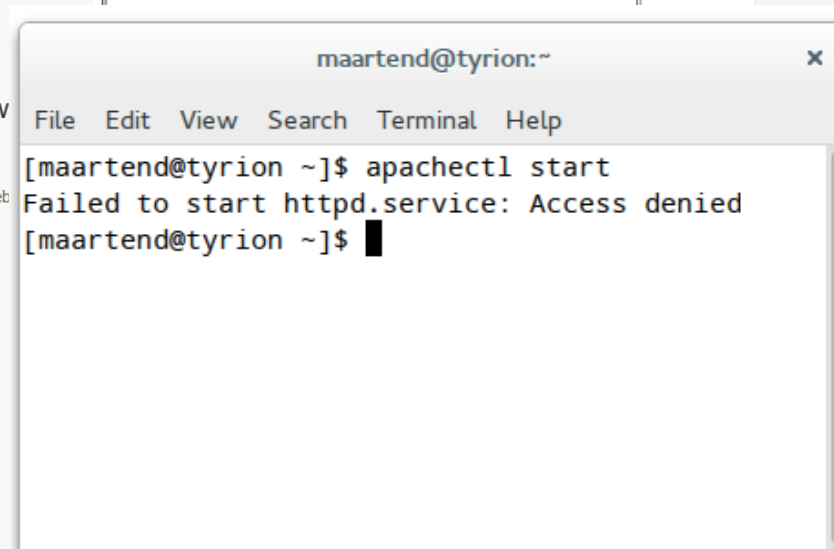 maartend@tyrion:~
File Edit View Search Terminal Help
[maartend@tyrion ~]$ apachectl start
Failed to start httpd.service: Access denied
[maartend@tyrion ~]$